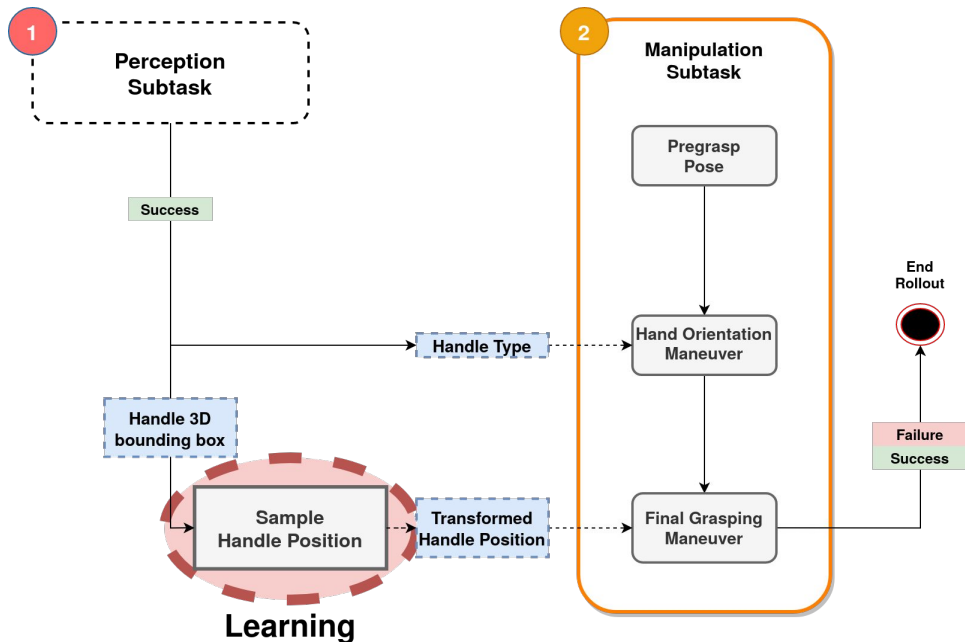 1
Perception
Subtask
2
Manipulation
Subtask
Pregrasp
Pose
Success
End
Rollout
Handle Type
Hand Orientation
Maneuver
Handle 3D
bounding box
Failure
Success
Sample
Handle Position
Transformed
Handle Position
Final Grasping
Maneuver
Learning